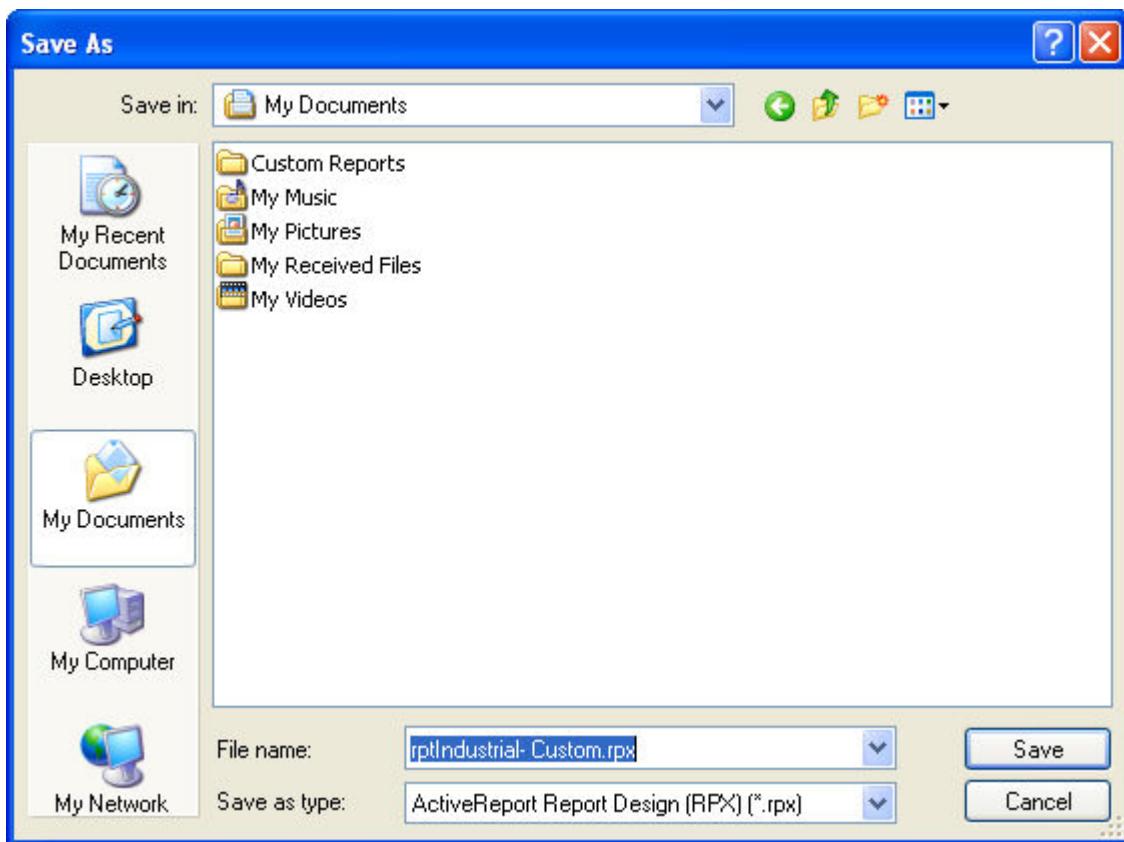 Save As
Save in: My Documents
Custom Reports
My Music
My Pictures
My Received Files
My Videos
My Recent
Documents
Desktop
My Documents
My Computer
My Network
File name: rptIndustrial- Custom.rpx Save
Save as type: ActiveReport Report Design (RPX) (*.rpx) Cancel